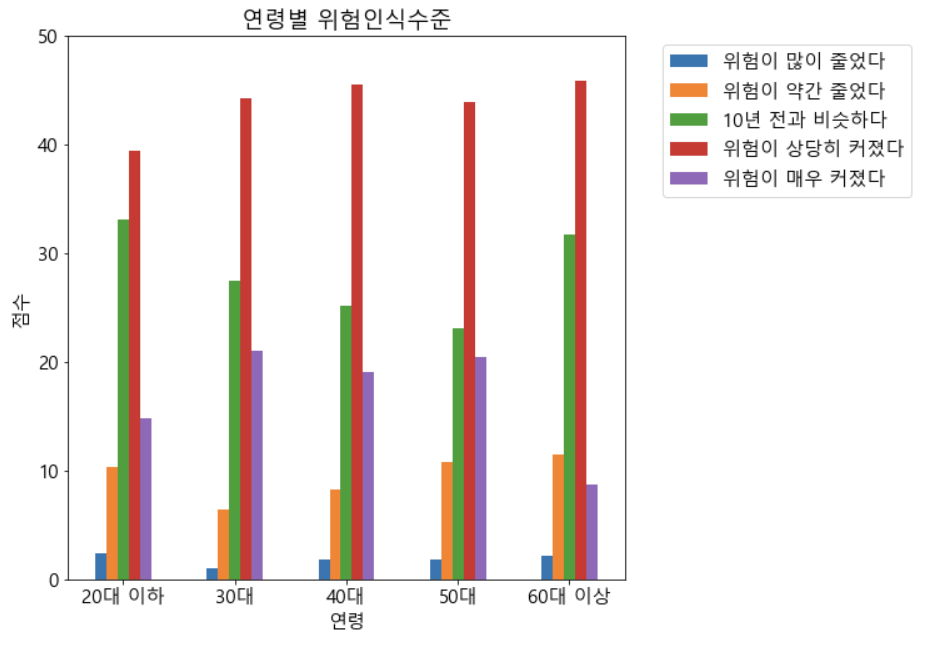 연령별 위험인식수준
50
40
30
20
10
0
점수
20대 이하 30대 40대 50대 60대 이상
연령
위험이 많이 줄었다
위험이 약간 줄었다
10년 전과 비슷하다
위험이 상당히 커졌다
위험이 매우 커졌다